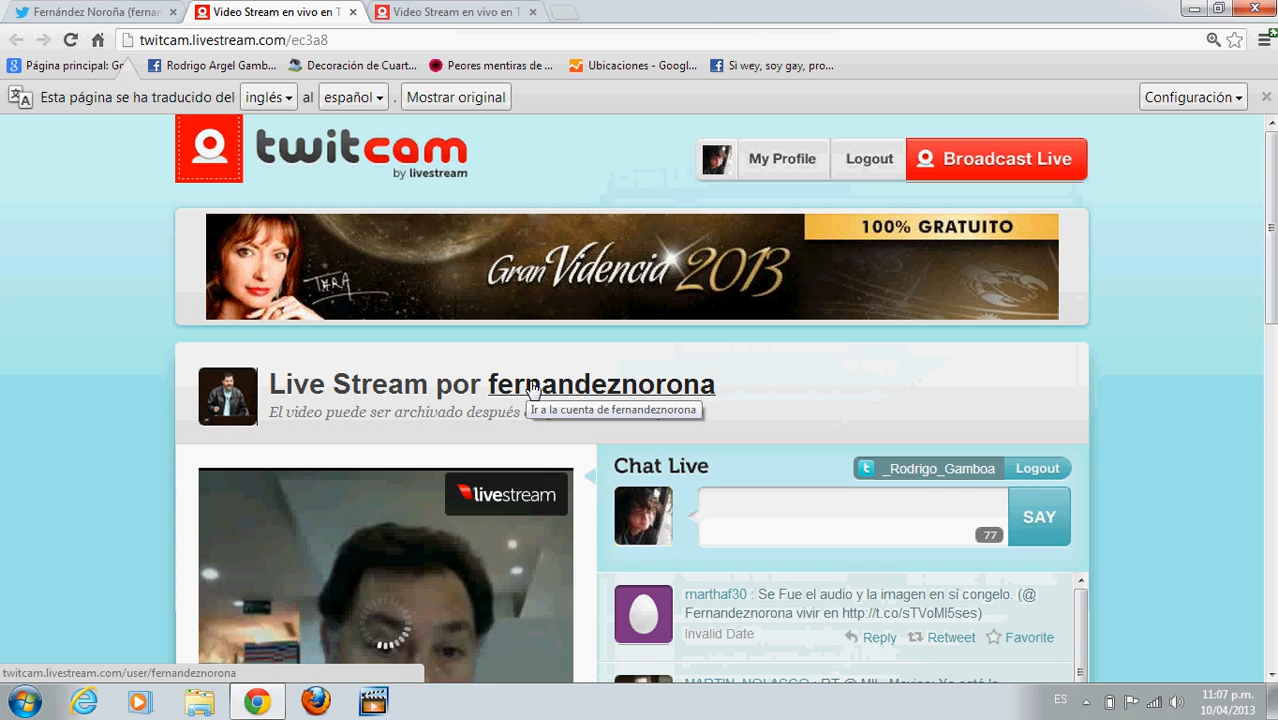 Fernández Noroña (fernan
Video Stream en vivo en T
Video Stream en vivo en T
twitcam.livestream.com/ec3a8
Página principal: Go
Rodrigo Argel Gamb...
Decoración de Cuart...
Peores mentiras de ...
Ubicaciones - Googl...
Si wey, soy gay, pro...
Esta página se ha traducido del inglés al español . Mostrar original
Configuración
twitcam
by livestream
My Profile
Logout
Broadcast Live
TARA
Gran Videncia 2013
100% GRATUITO
Live Stream por fernandeznorona
El video puede ser archivado después
Ir a la cuenta de fernandeznorona
livestream
Chat Live
_Rodrigo_Gamboa
Logout
SAY
77
marthaf30 : Se Fue el audio y la imagen en sí congelo. (@
Fernandeznorona vivir en http://t.co/sTVoMl5ses)
Invalid Date
Reply
Retweet
Favorite
twitcam.livestream.com/user/fernandeznorona
ES
11:07 p.m.
10/04/2013